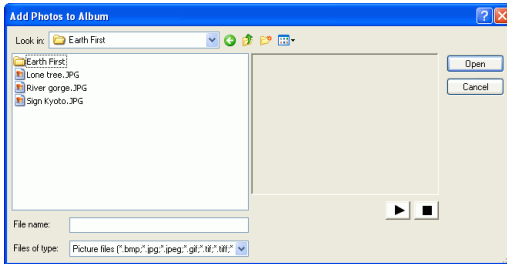 Add Photos to Album
Look in: Earth First
Earth First
Lone tree.JPG
River gorge.JPG
Sign Kyoto.JPG
Open
Cancel
File name:
Files of type: Picture files (*.bmp;*.jpg;*.jpeg;*.gif;*.tif;*.tiff;*